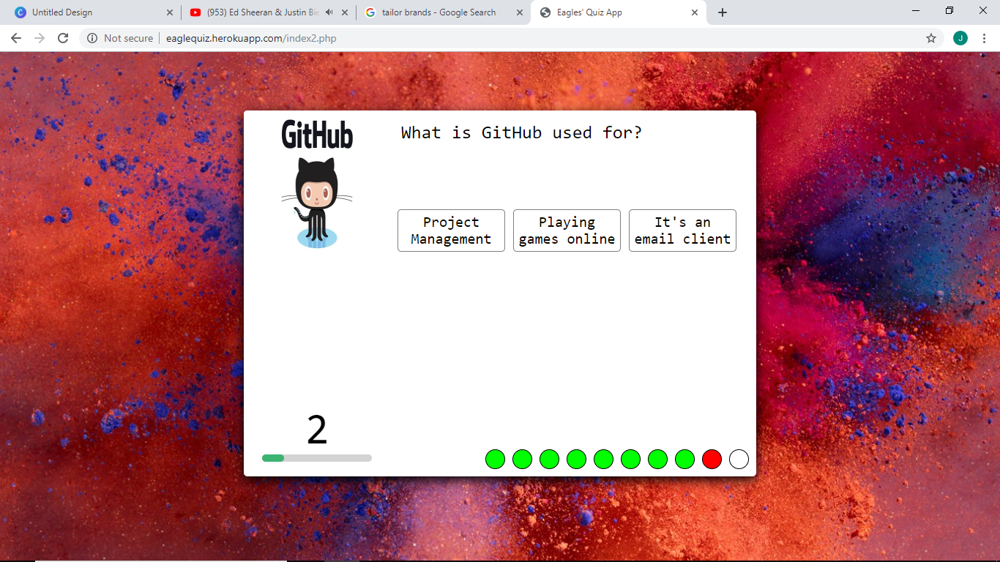 Untitled Design
(953) Ed Sheeran & Justin Bie
tailor brands - Google Search
Eagles' Quiz App
Not secure
eaglequiz.herokuapp.com/index2.php
J
GitHub
What is GitHub used for?
Project
Management
Playing
games online
It's an
email client
2